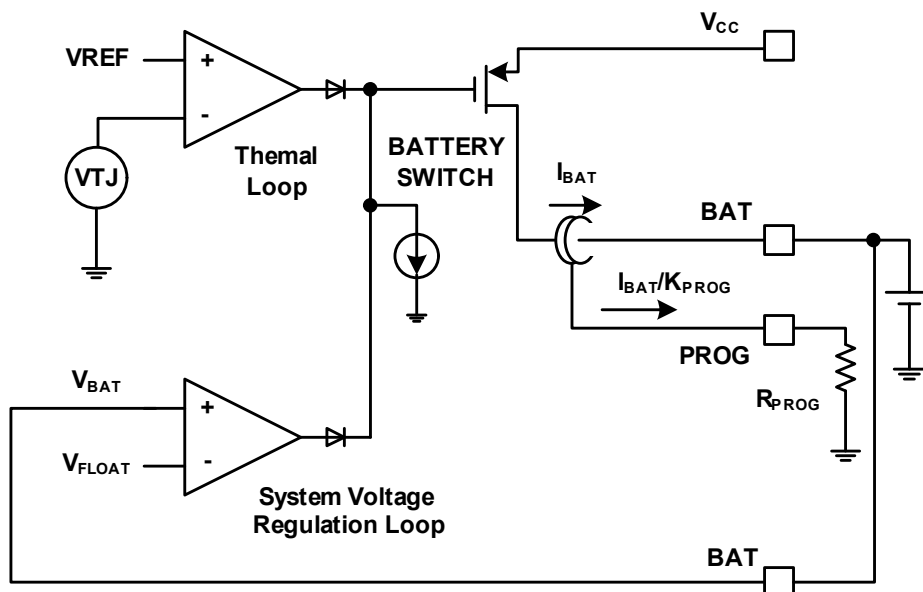 VCC
VREF
+
-
VTJ
Themal
Loop
BATTERY
SWITCH
IBAT
BAT
IBAT/KPROG
PROG
RPROG
VBAT
+
VFLOAT
-
System Voltage
Regulation Loop
BAT